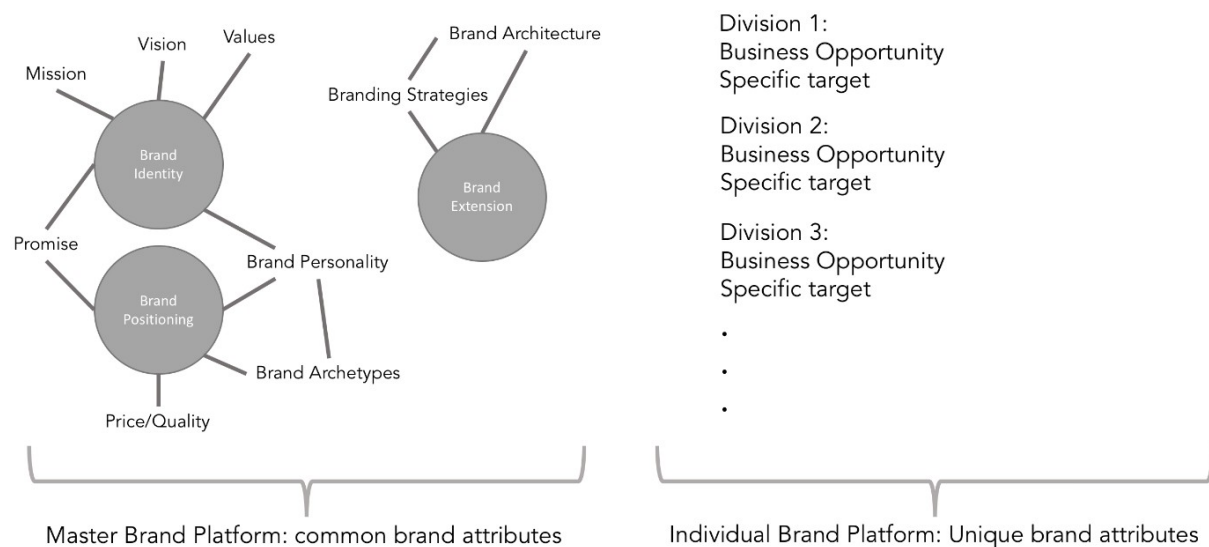 Mission
Vision
Values
Brand
Identity
Promise
Brand
Positioning
Brand Personality
Brand Archetypes
Price/Quality
Brand Architecture
Branding Strategies
Brand
Extension
Master Brand Platform: common brand attributes
Division 1:
Business Opportunity
Specific target
Division 2:
Business Opportunity
Specific target
Division 3:
Business Opportunity
Specific target
.
.
.
Individual Brand Platform: Unique brand attributes